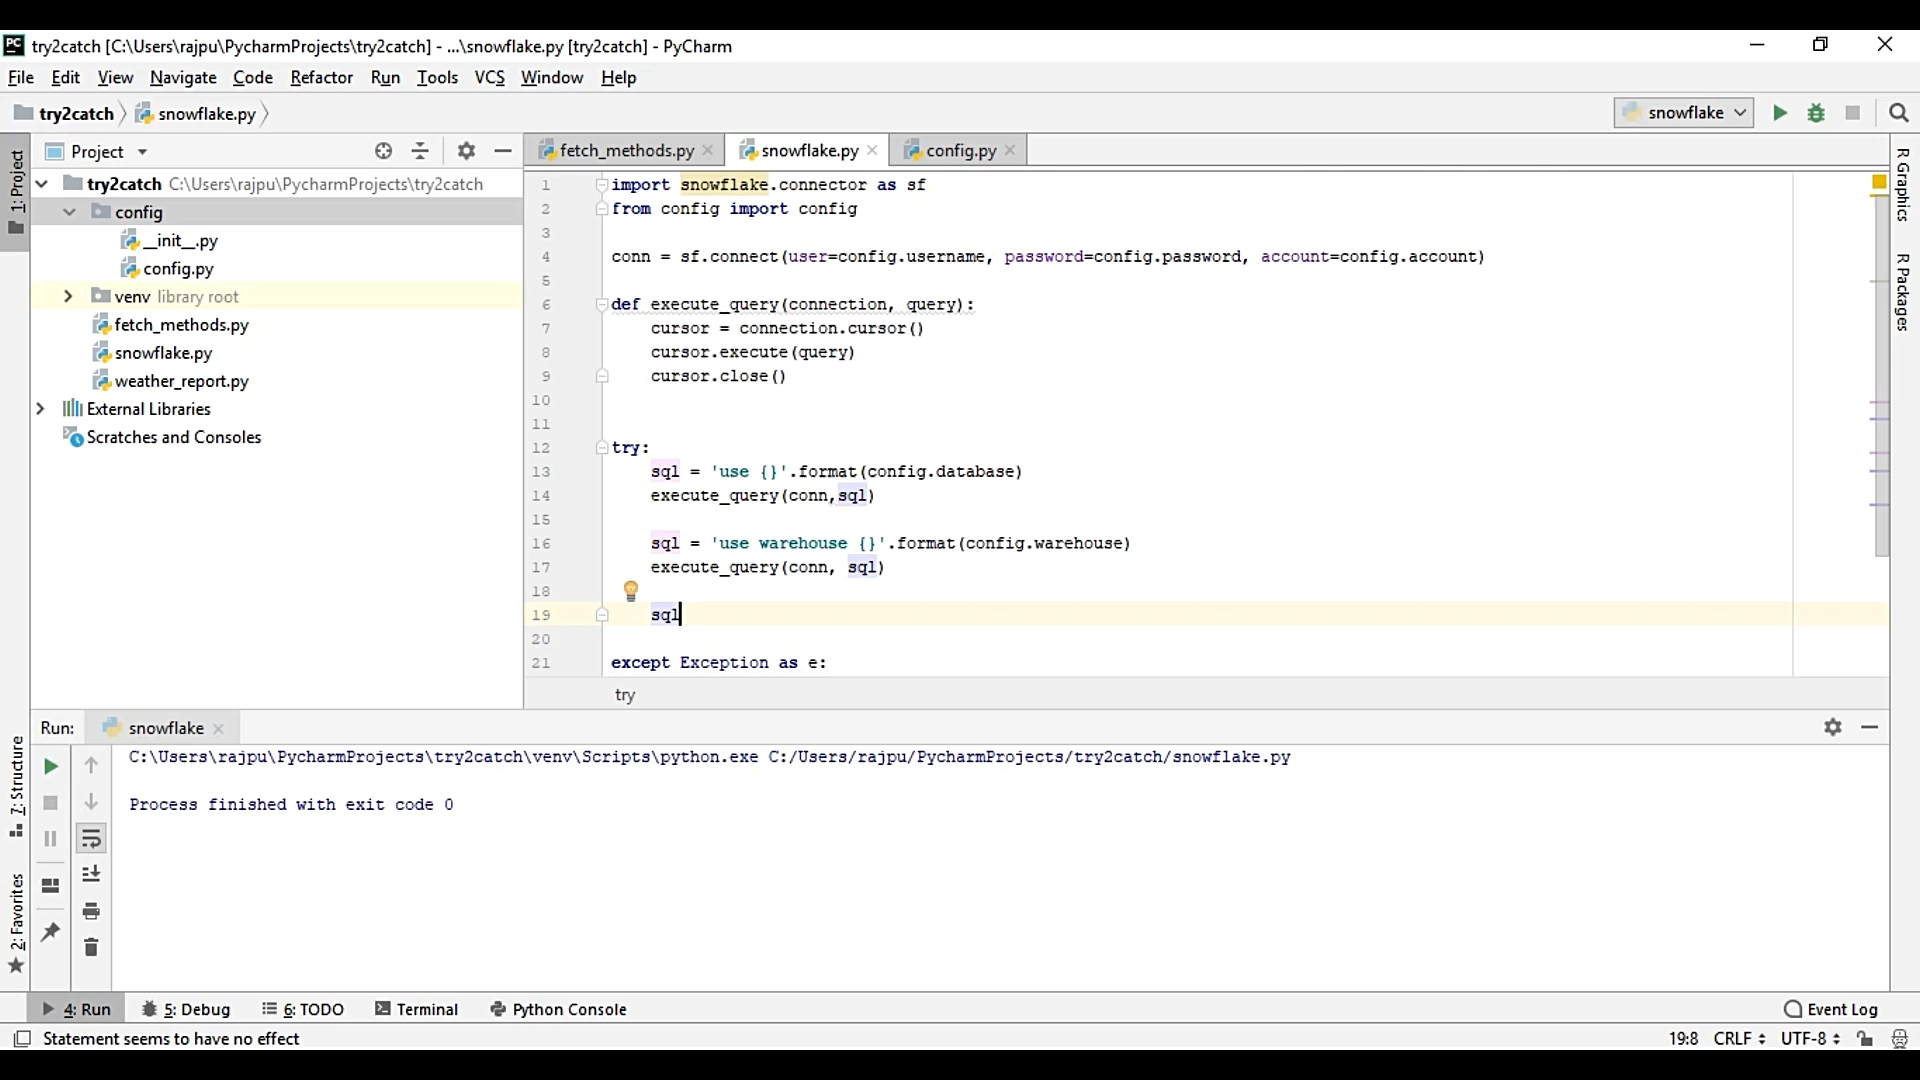 try2catch [C:\Users\rajpu\PycharmProjects\try2catch] - ...\snowflake.py [try2catch] - PyCharm
File Edit View Navigate Code Refactor Run Tools VCS Window Help
try2catch snowflake.py
snowflake
1: Project
Project
fetch_methods.py
snowflake.py
config.py
R Graphics
R Packages
try2catch C:\Users\rajpu\PycharmProjects\try2catch
config
__init__.py
config.py
venv library root
fetch_methods.py
snowflake.py
weather_report.py
External Libraries
Scratches and Consoles
1 import snowflake.connector as sf
2 from config import config
3
4 conn = sf.connect(user=config.username, password=config.password, account=config.account)
5
6 def execute_query(connection, query):
7 cursor = connection.cursor()
8 cursor.execute(query)
9 cursor.close()
10
11
12 try:
13 sql = 'use {}'.format(config.database)
14 execute_query(conn,sql)
15
16 sql = 'use warehouse {}'.format(config.warehouse)
17 execute_query(conn, sql)
18
19 sql
20
21 except Exception as e:
try
Run: snowflake
C:\Users\rajpu\PycharmProjects\try2catch\venv\Scripts\python.exe C:/Users/rajpu/PycharmProjects/try2catch/snowflake.py
Process finished with exit code 0
7: Structure
2: Favorites
4: Run 5: Debug 6: TODO Terminal Python Console Event Log
Statement seems to have no effect 19:8 CRLF UTF-8